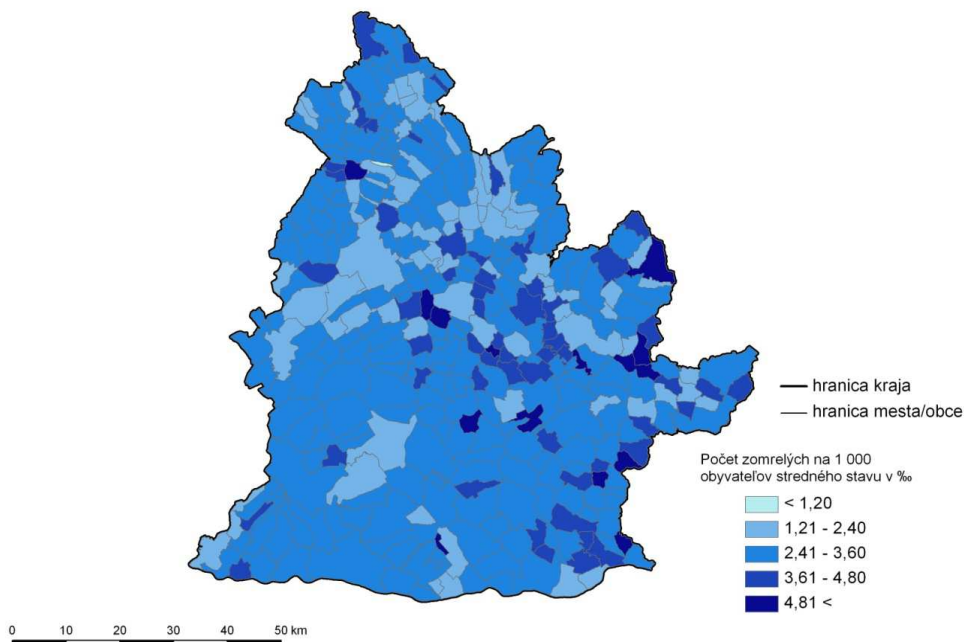 hranica kraja
hranica mesta/obce
Počet zomrelých na 1 000
obyvateľov stredného stavu v ‰
< 1,20
1,21 - 2,40
2,41 - 3,60
3,61 - 4,80
4,81 <
0 10 20 30 40 50 km